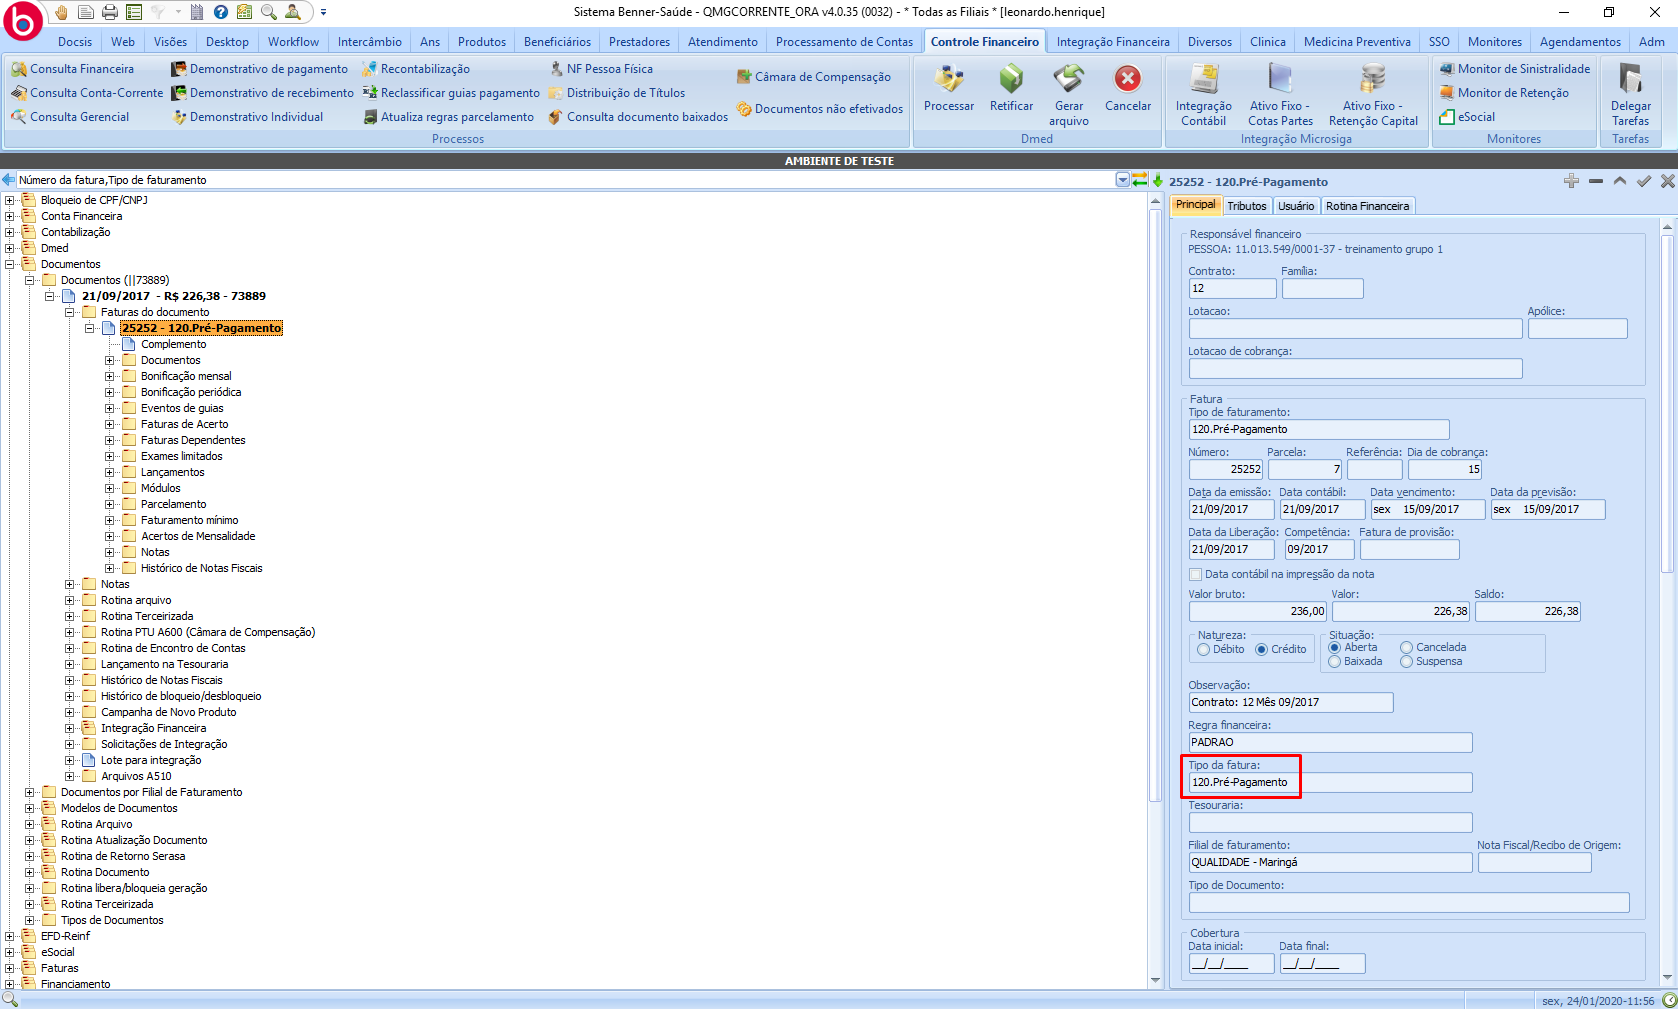 Sistema Benner-Saúde - QMGCORRENTE_ORA v4.0.35 (0032) - * Todas as Filiais * [leonardo.henrique]
Docsis Web Visões Desktop Workflow Intercâmbio Ans Produtos Beneficiários Prestadores Atendimento Processamento de Contas Controle Financeiro Integração Financeira Diversos Clinica Medicina Preventiva SSO Monitores Agendamentos Adm
Consulta Financeira Demonstrativo de pagamento Recontabilização NF Pessoa Física Câmara de Compensação
Consulta Conta-Corrente Demonstrativo de recebimento Reclassificar guias pagamento Distribuição de Títulos Documentos não efetivados
Consulta Gerencial Demonstrativo Individual Atualiza regras parcelamento Consulta documento baixados
Processos
Processar Retificar Gerar arquivo Cancelar
Dmed
Integração Contábil Ativo Fixo - Cotas Partes Ativo Fixo - Retenção Capital
Integração Microsiga
Monitor de Sinistralidade
Monitor de Retenção
eSocial
Monitores
Delegar Tarefas
Tarefas
AMBIENTE DE TESTE
Número da fatura,Tipo de faturamento
Bloqueio de CPF/CNPJ
Conta Financeira
Contabilização
Dmed
Documentos
Documentos (||73889)
21/09/2017 - R$ 226,38 - 73889
Faturas do documento
25252 - 120.Pré-Pagamento
Complemento
Documentos
Bonificação mensal
Bonificação periódica
Eventos de guias
Faturas de Acerto
Faturas Dependentes
Exames limitados
Lançamentos
Módulos
Parcelamento
Faturamento mínimo
Acertos de Mensalidade
Notas
Histórico de Notas Fiscais
Notas
Rotina arquivo
Rotina Terceirizada
Rotina PTU A600 (Câmara de Compensação)
Rotina de Encontro de Contas
Lançamento na Tesouraria
Histórico de Notas Fiscais
Histórico de bloqueio/desbloqueio
Campanha de Novo Produto
Integração Financeira
Solicitações de Integração
Lote para integração
Arquivos A510
Documentos por Filial de Faturamento
Modelos de Documentos
Rotina Arquivo
Rotina Atualização Documento
Rotina de Retorno Serasa
Rotina Documento
Rotina libera/bloqueia geração
Rotina Terceirizada
Tipos de Documentos
EFD-Reinf
eSocial
Faturas
Financiamento
25252 - 120.Pré-Pagamento
Principal Tributos Usuário Rotina Financeira
Responsável financeiro
PESSOA: 11.013.549/0001-37 - treinamento grupo 1
Contrato: Família:
12
Lotacao: Apólice:
Lotacao de cobrança:
Fatura
Tipo de faturamento:
120.Pré-Pagamento
Número: Parcela: Referência: Dia de cobrança:
25252 7 15
Data da emissão: Data contábil: Data vencimento: Data da previsão:
21/09/2017 21/09/2017 sex 15/09/2017 sex 15/09/2017
Data da Liberação: Competência: Fatura de provisão:
21/09/2017 09/2017
Data contábil na impressão da nota
Valor bruto: Valor: Saldo:
236,00 226,38 226,38
Natureza: Situação:
Débito Crédito Aberta Cancelada
Baixada Suspensa
Observação:
Contrato: 12 Mês 09/2017
Regra financeira:
PADRAO
Tipo da fatura:
120.Pré-Pagamento
Tesouraria:
Filial de faturamento: Nota Fiscal/Recibo de Origem:
QUALIDADE - Maringá
Tipo de Documento:
Cobertura
Data inicial: Data final:
__/__/____ __/__/____
sex, 24/01/2020-11:56